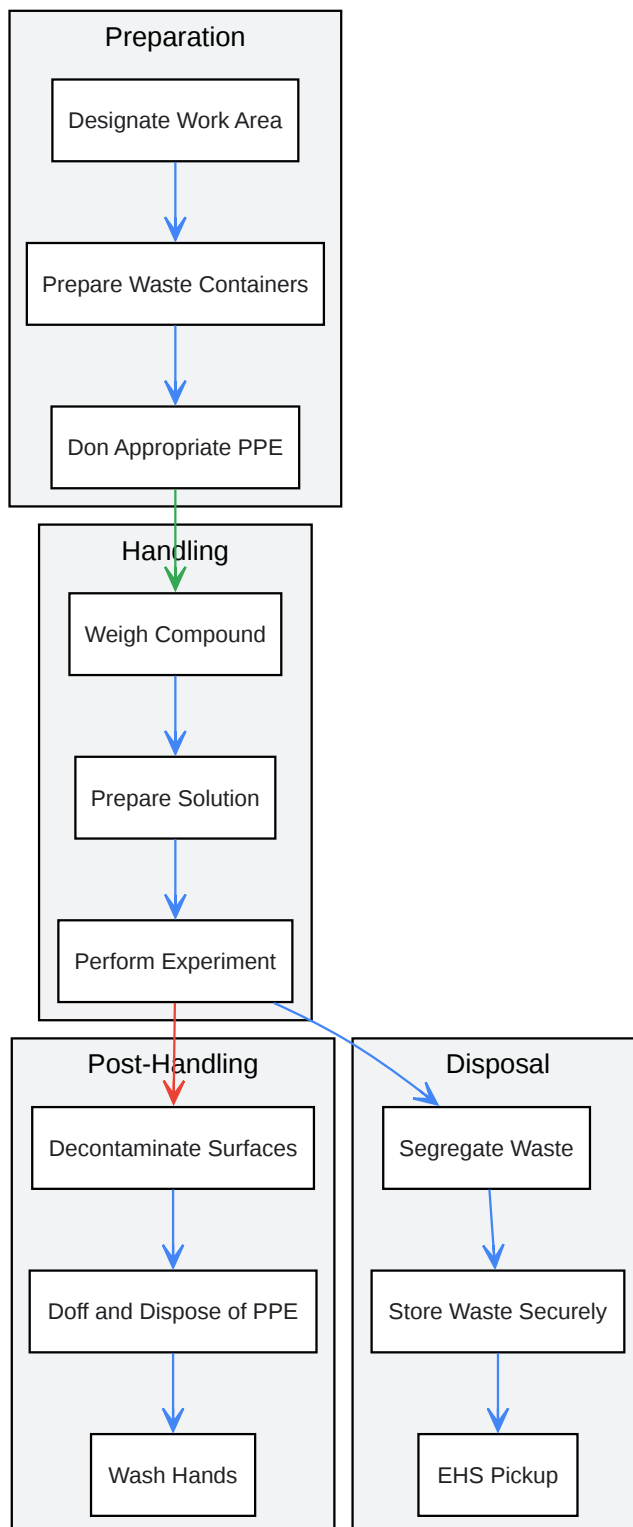 Preparation
Designate Work Area
Prepare Waste Containers
Don Appropriate PPE
Handling
Weigh Compound
Prepare Solution
Perform Experiment
Post-Handling
Decontaminate Surfaces
Doff and Dispose of PPE
Wash Hands
Disposal
Segregate Waste
Store Waste Securely
EHS Pickup